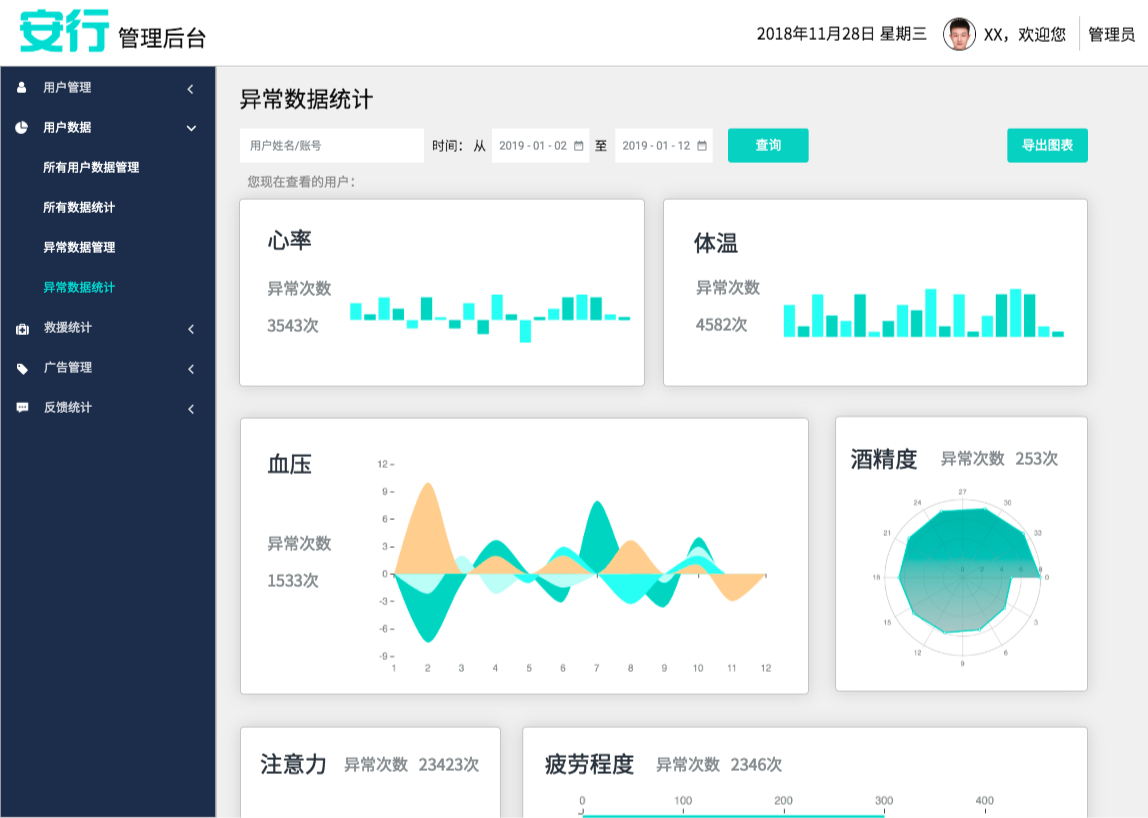 安行 管理后台
2018年11月28日 星期三 XX，欢迎您 管理员
用户管理
用户数据
所有用户数据管理
所有数据统计
异常数据管理
异常数据统计
救援统计
广告管理
反馈统计
异常数据统计
用户姓名/账号 时间： 从 2019 - 01 - 02 至 2019 - 01 - 12 查询 导出图表
您现在查看的用户：
心率
异常次数
3543次
体温
异常次数
4582次
血压
异常次数
1533次
12
9
6
3
0
-3
-6
-9
1 2 3 4 5 6 7 8 9 10 11 12
酒精度 异常次数 253次
27
24 30
21 33
18 0 2 4 6 8 0
15 3
12 6
9
注意力 异常次数 23423次
疲劳程度 异常次数 2346次
0 100 200 300 400